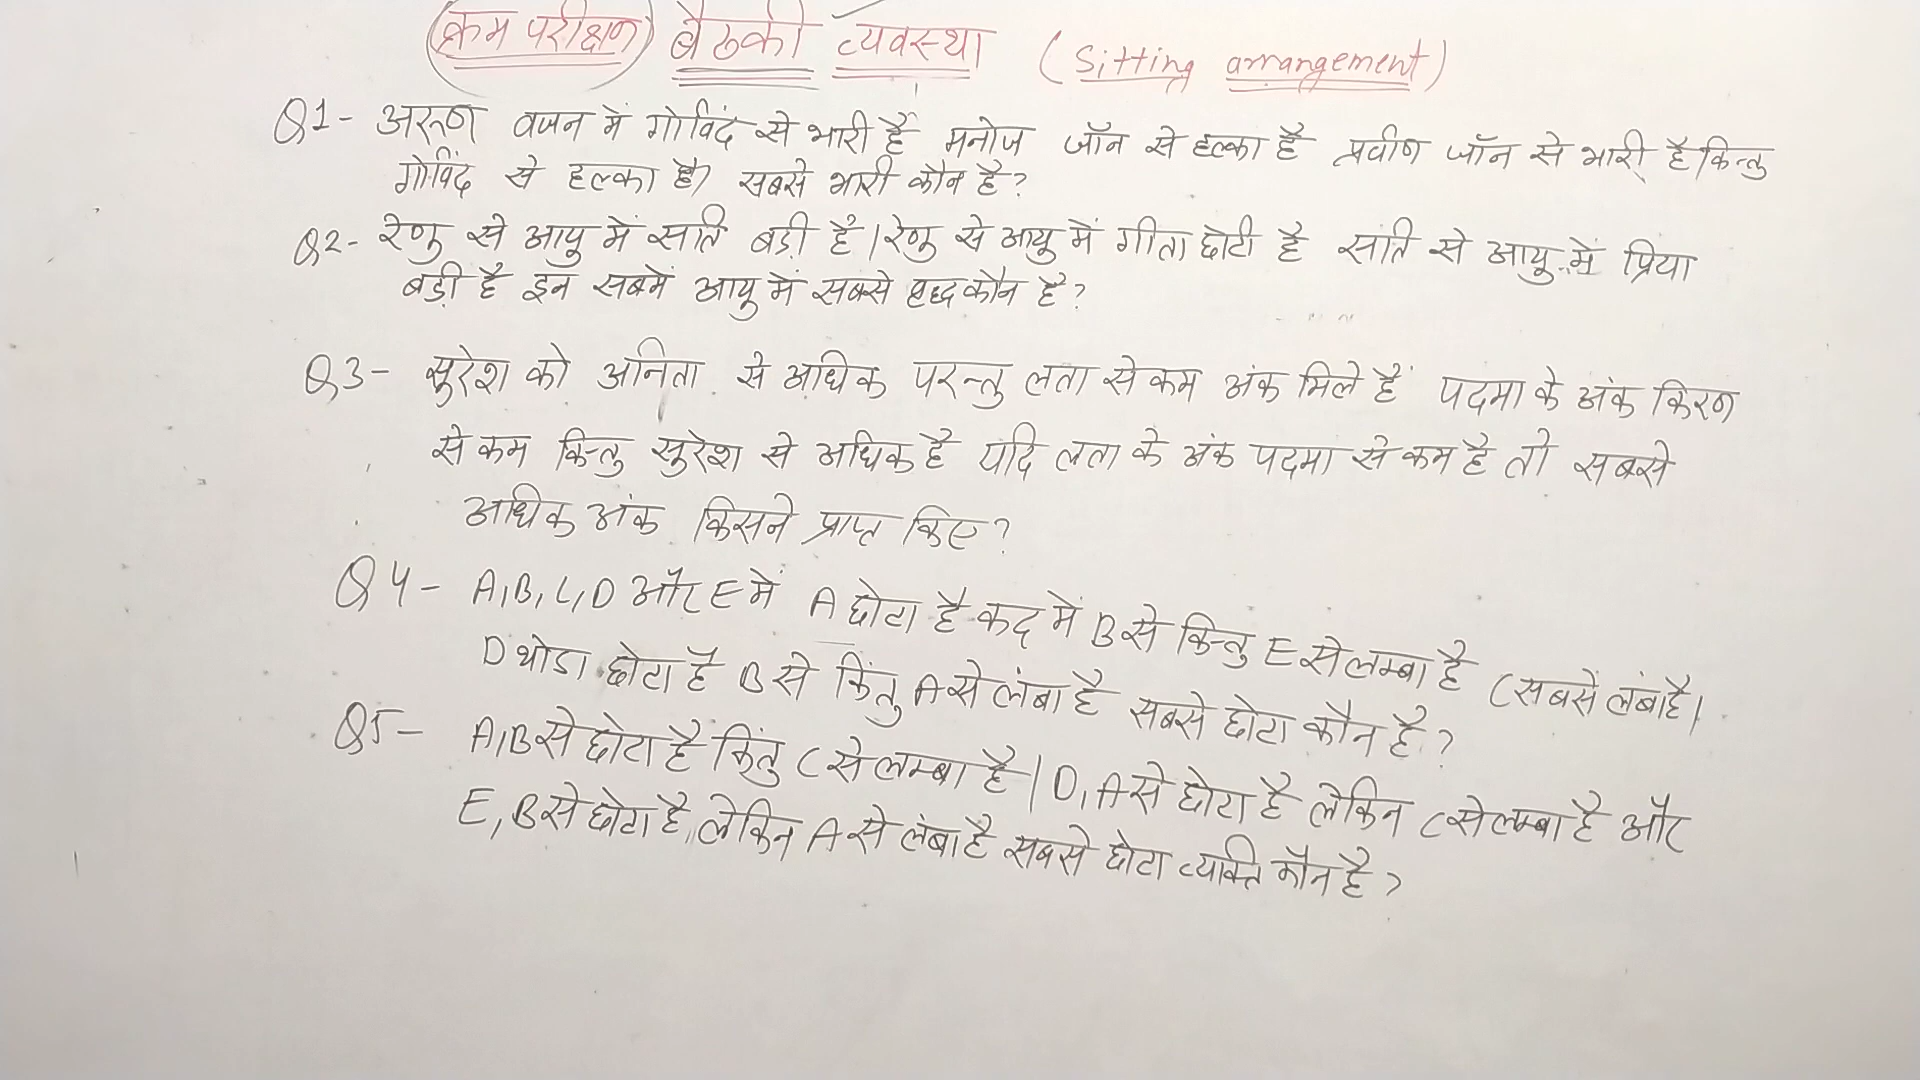 क्रम परीक्षण बैठकी व्यवस्था (Sitting arrangement)
Q1- अरूण वजन में गोविंद से भारी है मनोज जॉन से हल्का है प्रवीण जॉन से भारी है किन्तु
गोविंद से हल्का है। सबसे भारी कौन है?
Q2- रेणु से आयु में साति बड़ी है। रेणु से आयु में गीता छोटी है साति से आयु में प्रिया
बड़ी है इन सबमें आयु में सबसे कौन है?
Q3- सुरेश को अनिता से अधिक परन्तु लता से कम अंक मिले हैं पदमा के अंक किरण
से कम किन्तु सुरेश से अधिक है यदि लता के अंक पदमा से कम है तो सबसे
अधिक अंक किसने प्राप्त किए?
Q4- A,B,C,D और E में A छोटा है कद में B से किन्तु E से लम्बा है C सबसे लंबा है।
D थोडा छोटा है B से किंतु A से लंबा है सबसे छोटा कौन है?
Q5- A,B से छोटा है किंतु C से लम्बा है। D,A से छोटा है लेकिन C से लम्बा है और
E,B से छोटा है, लेकिन A से लंबा है सबसे छोटा व्यक्ति कौन है?